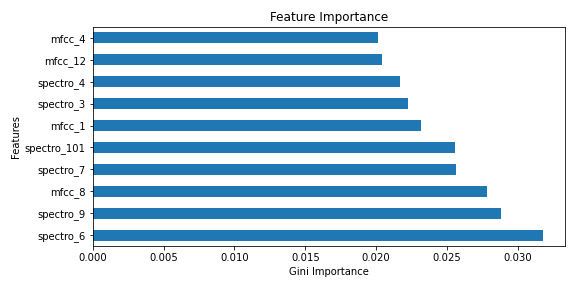 Feature Importance
mfcc_4
mfcc_12
spectro_4
spectro_3
mfcc_1
spectro_101
spectro_7
mfcc_8
spectro_9
spectro_6
Features
0.000 0.005 0.010 0.015 0.020 0.025 0.030
Gini Importance